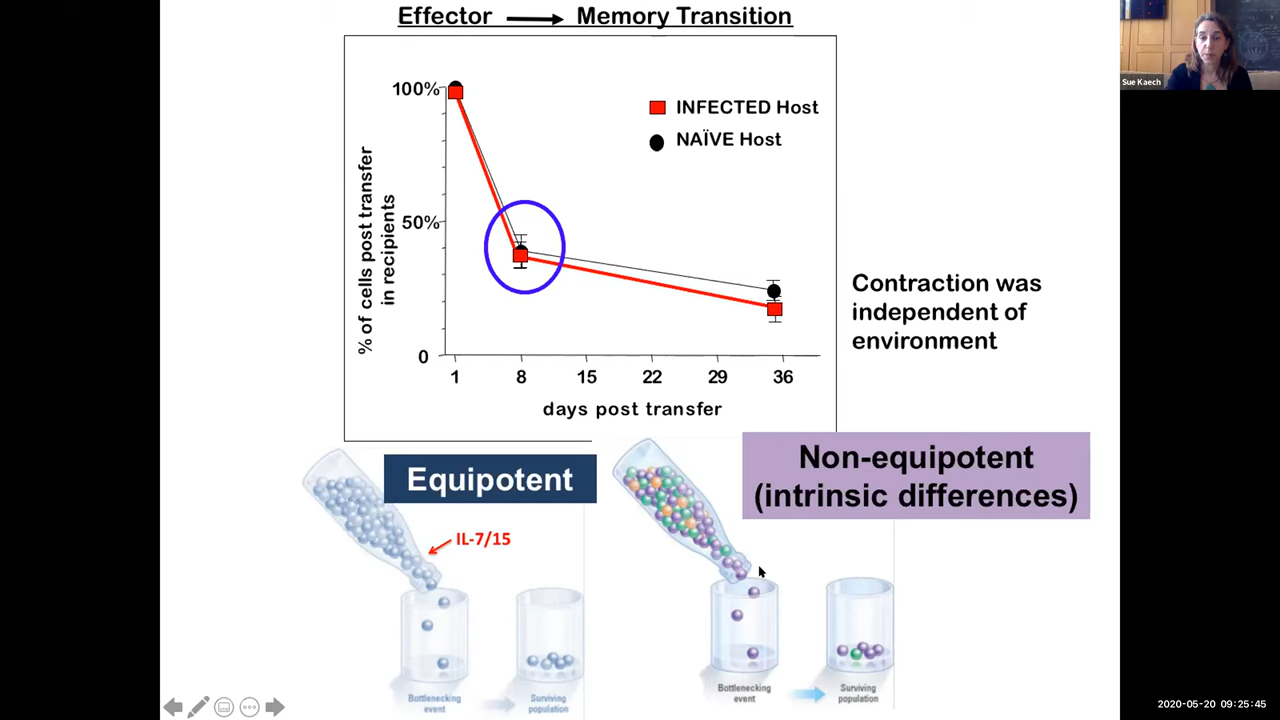 Effector Memory Transition
100%
50%
0
% of cells post transfer
in recipients
INFECTED Host
NAÏVE Host
1 8 15 22 29 36
days post transfer
Contraction was
independent of
environment
Equipotent
IL-7/15
Bottlenecking
event
Surviving
population
Non-equipotent
(intrinsic differences)
Bottlenecking
event
Surviving
population
Sue Kaech
2020-05-20 09:25:45